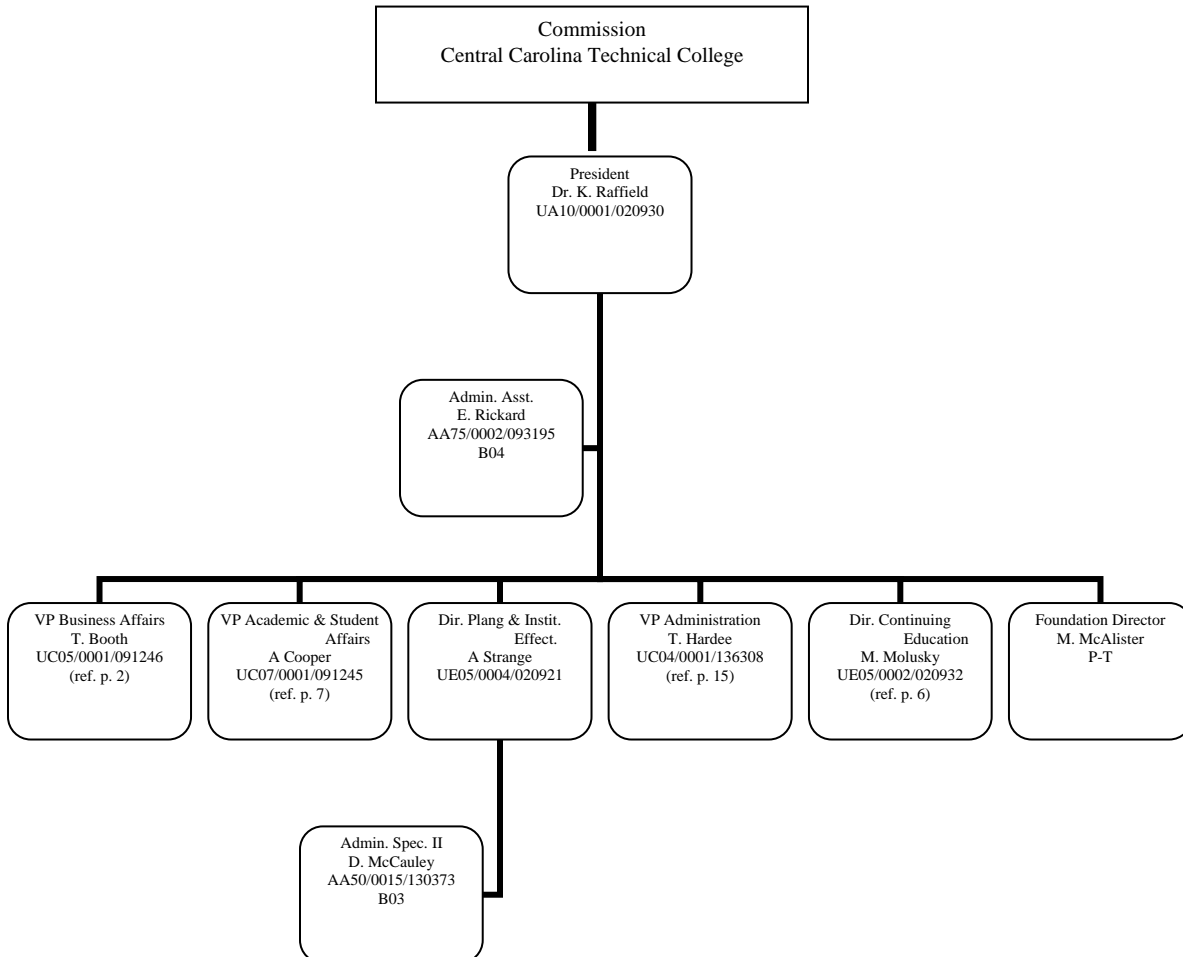 Commission
Central Carolina Technical College
President
Dr. K. Raffield
UA10/0001/020930
Admin. Asst.
E. Rickard
AA75/0002/093195
B04
VP Business Affairs
T. Booth
UC05/0001/091246
(ref. p. 2)
VP Academic & Student
Affairs
A Cooper
UC07/0001/091245
(ref. p. 7)
Dir. Plang & Instit.
Effect.
A Strange
UE05/0004/020921
VP Administration
T. Hardee
UC04/0001/136308
(ref. p. 15)
Dir. Continuing
Education
M. Molusky
UE05/0002/020932
(ref. p. 6)
Foundation Director
M. McAlister
P-T
Admin. Spec. II
D. McCauley
AA50/0015/130373
B03